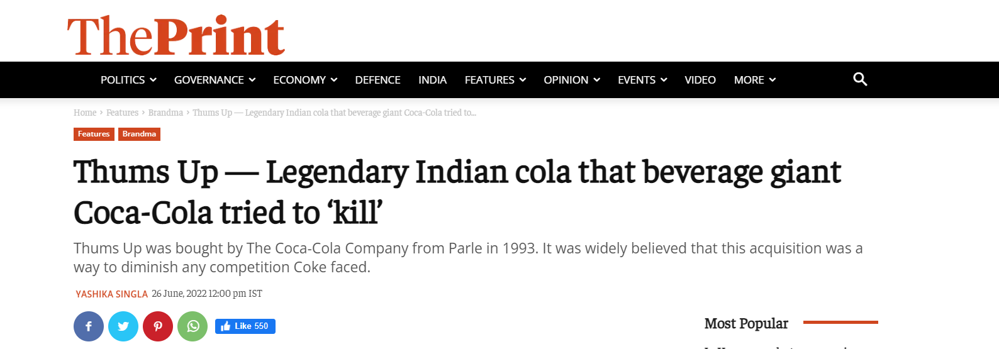 ThePrint
POLITICS GOVERNANCE ECONOMY DEFENCE INDIA FEATURES OPINION EVENTS VIDEO MORE
Home › Features › Brandma › Thums Up — Legendary Indian cola that beverage giant Coca-Cola tried to...
Features Brandma
Thums Up — Legendary Indian cola that beverage giant
Coca-Cola tried to ‘kill’
Thums Up was bought by The Coca-Cola Company from Parle in 1993. It was widely believed that this acquisition was a
way to diminish any competition Coke faced.
YASHIKA SINGLA 26 June, 2022 12:00 pm IST
Like 550
Most Popular